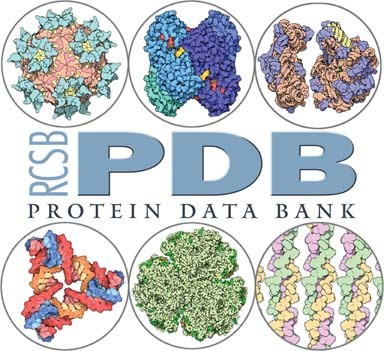 RCSB
PDB
PROTEIN DATA BANK